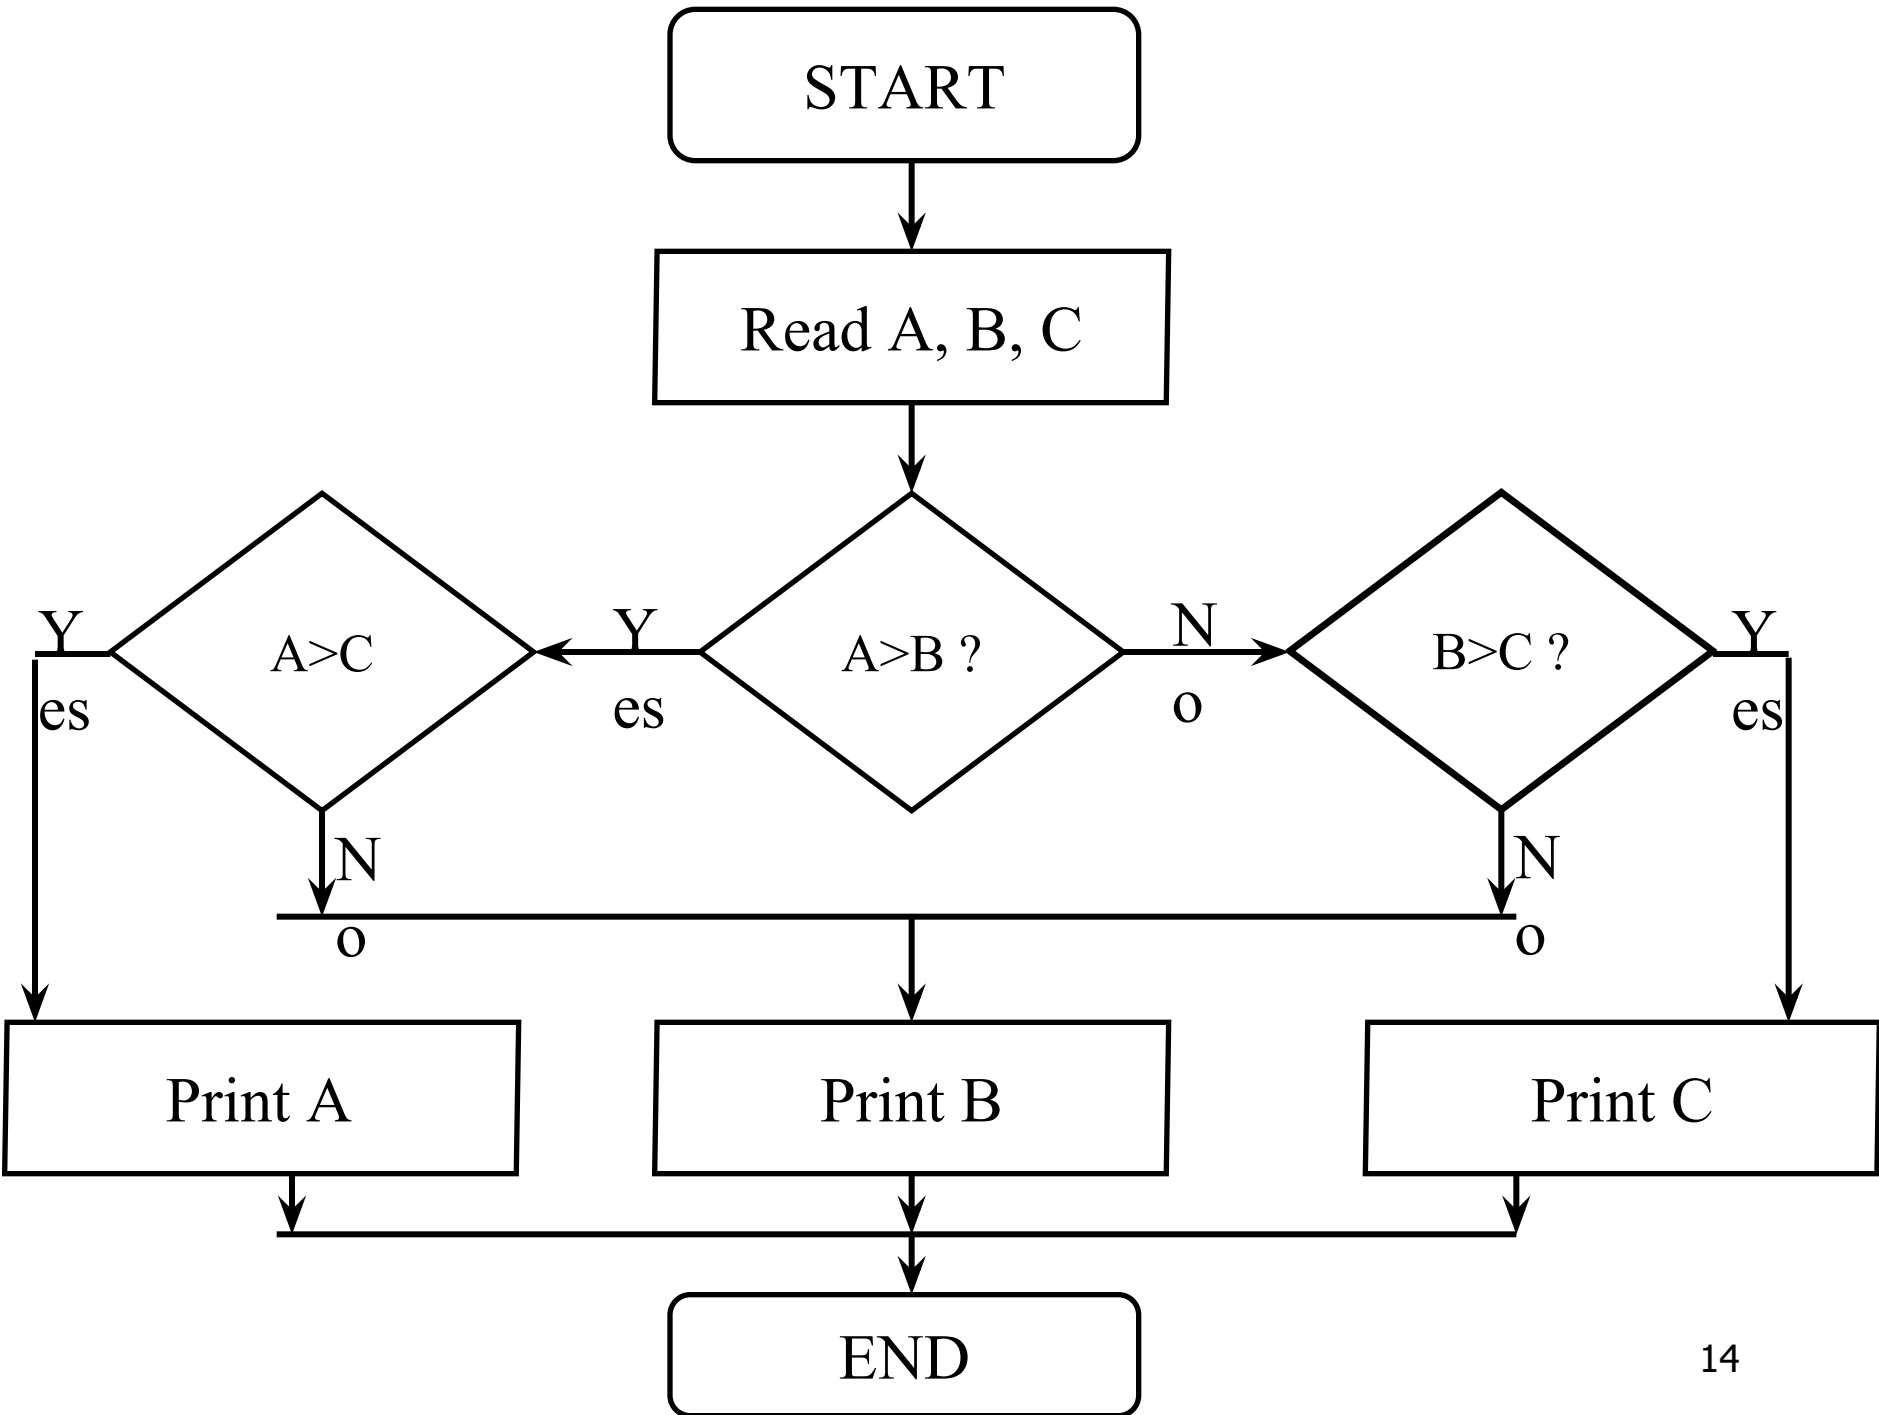 START
Read A, B, C
Y
es
A>C
Y
es
A>B ?
N
o
B>C ?
Y
es
N
o
N
o
Print A
Print B
Print C
END
14